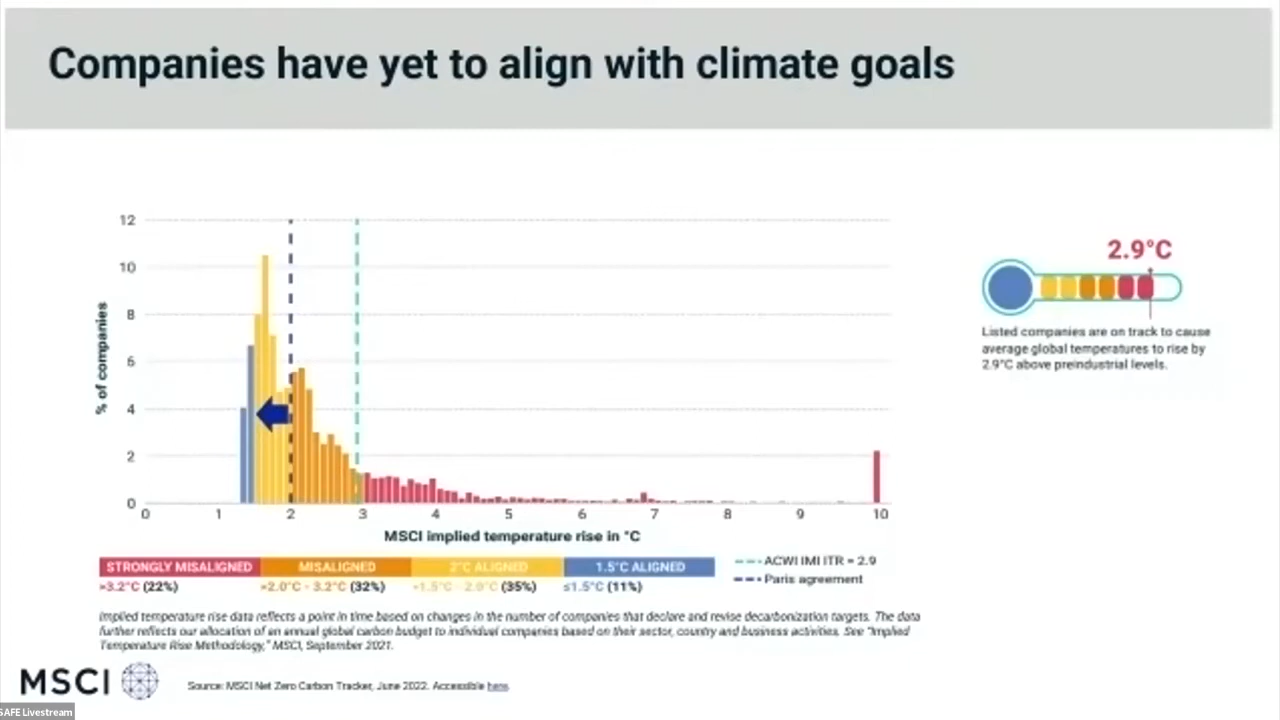 Companies have yet to align with climate goals
12
10
8
6
4
2
0
% of companies
0 1 2 3 4 5 6 7 8 9 10
MSCI implied temperature rise in °C
2.9°C
Listed companies are on track to cause
average global temperatures to rise by
2.9°C above preindustrial levels.
STRONGLY MISALIGNED MISALIGNED 2°C ALIGNED 1.5°C ALIGNED
>3.2°C (22%) >2.0°C - 3.2°C (32%) >1.5°C - 2.0°C (35%) ≤1.5°C (11%)
ACWI IMI ITR = 2.9
Paris agreement
Implied temperature rise data reflects a point in time based on changes in the number of companies that declare and revise decarbonization targets. The data
further reflects our allocation of an annual global carbon budget to individual companies based on their sector, country and business activities. See "Implied
Temperature Rise Methodology," MSCI, September 2021.
MSCI
Source: MSCI Net Zero Carbon Tracker, June 2022. Accessible here.
SAFE Livestream